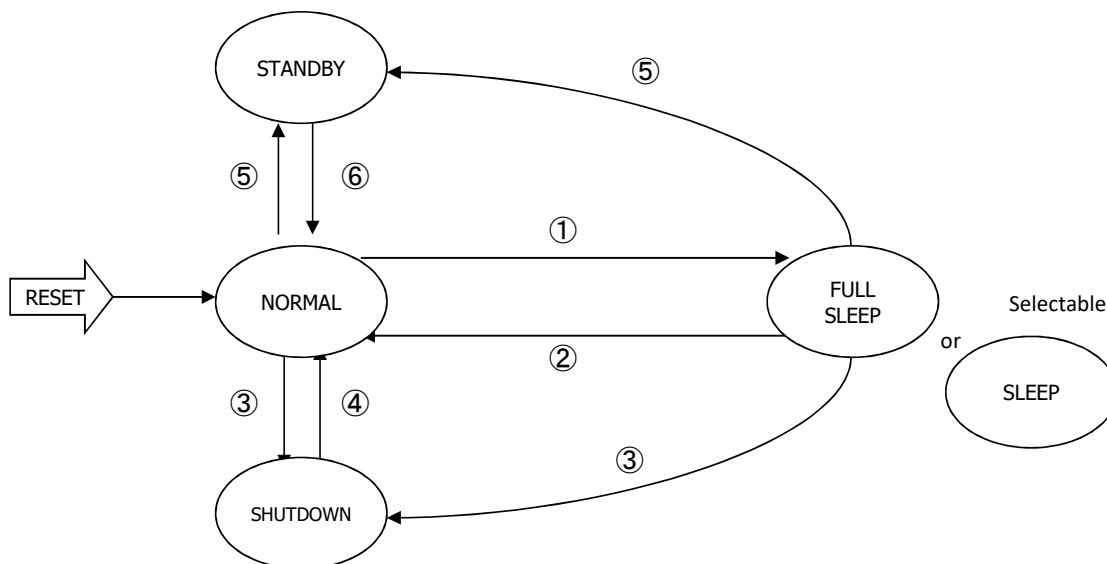 STANDBY
⑤
⑤
⑥
①
RESET
NORMAL
FULL
SLEEP
Selectable
or
②
SLEEP
③
④
③
SHUTDOWN